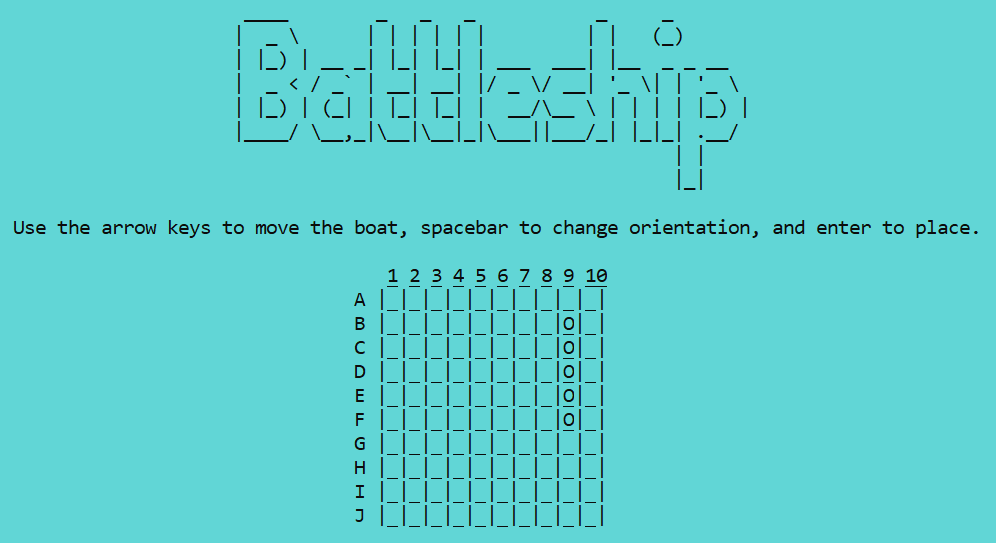 Battleship
Use the arrow keys to move the boat, spacebar to change orientation, and enter to place.
1 2 3 4 5 6 7 8 9 10
A |_|_|_|_|_|_|_|_|_|_|
B |_|_|_|_|_|_|_|_|O|_|
C |_|_|_|_|_|_|_|_|O|_|
D |_|_|_|_|_|_|_|_|O|_|
E |_|_|_|_|_|_|_|_|O|_|
F |_|_|_|_|_|_|_|_|O|_|
G |_|_|_|_|_|_|_|_|_|_|
H |_|_|_|_|_|_|_|_|_|_|
I |_|_|_|_|_|_|_|_|_|_|
J |_|_|_|_|_|_|_|_|_|_|